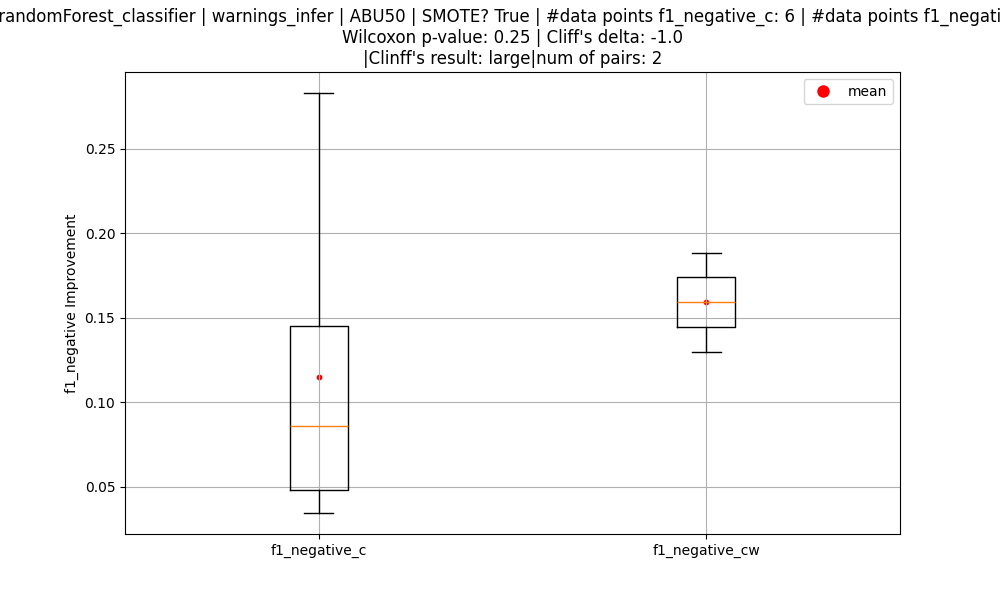 randomForest_classifier | warnings_infer | ABU50 | SMOTE? True | #data points f1_negative_c: 6 | #data points f1_negati
Wilcoxon p-value: 0.25 | Cliff's delta: -1.0
|Clinff's result: large|num of pairs: 2
mean
0.25
0.20
0.15
0.10
0.05
f1_negative Improvement
f1_negative_c
f1_negative_cw